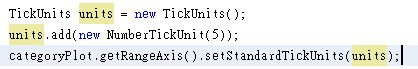 TickUnits units = new TickUnits();
units.add(new NumberTickUnit(5));
categoryPlot.getRangeAxis().setStandardTickUnits(units);